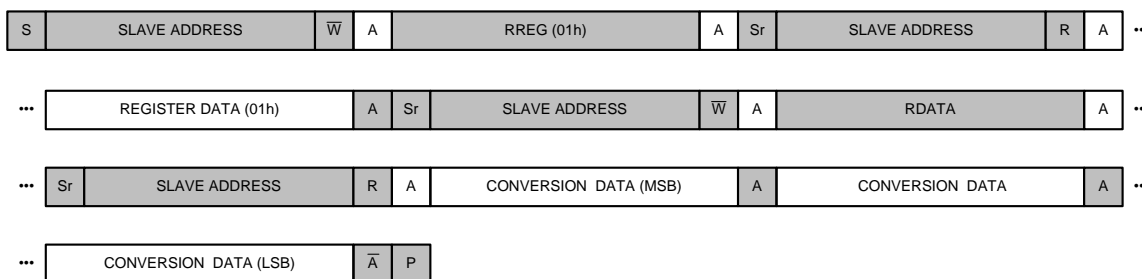 S SLAVE ADDRESS W̅ A RREG (01h) A Sr SLAVE ADDRESS R A ...
... REGISTER DATA (01h) A Sr SLAVE ADDRESS W̅ A RDATA A ...
... Sr SLAVE ADDRESS R A CONVERSION DATA (MSB) A CONVERSION DATA A ...
... CONVERSION DATA (LSB) A̅ P